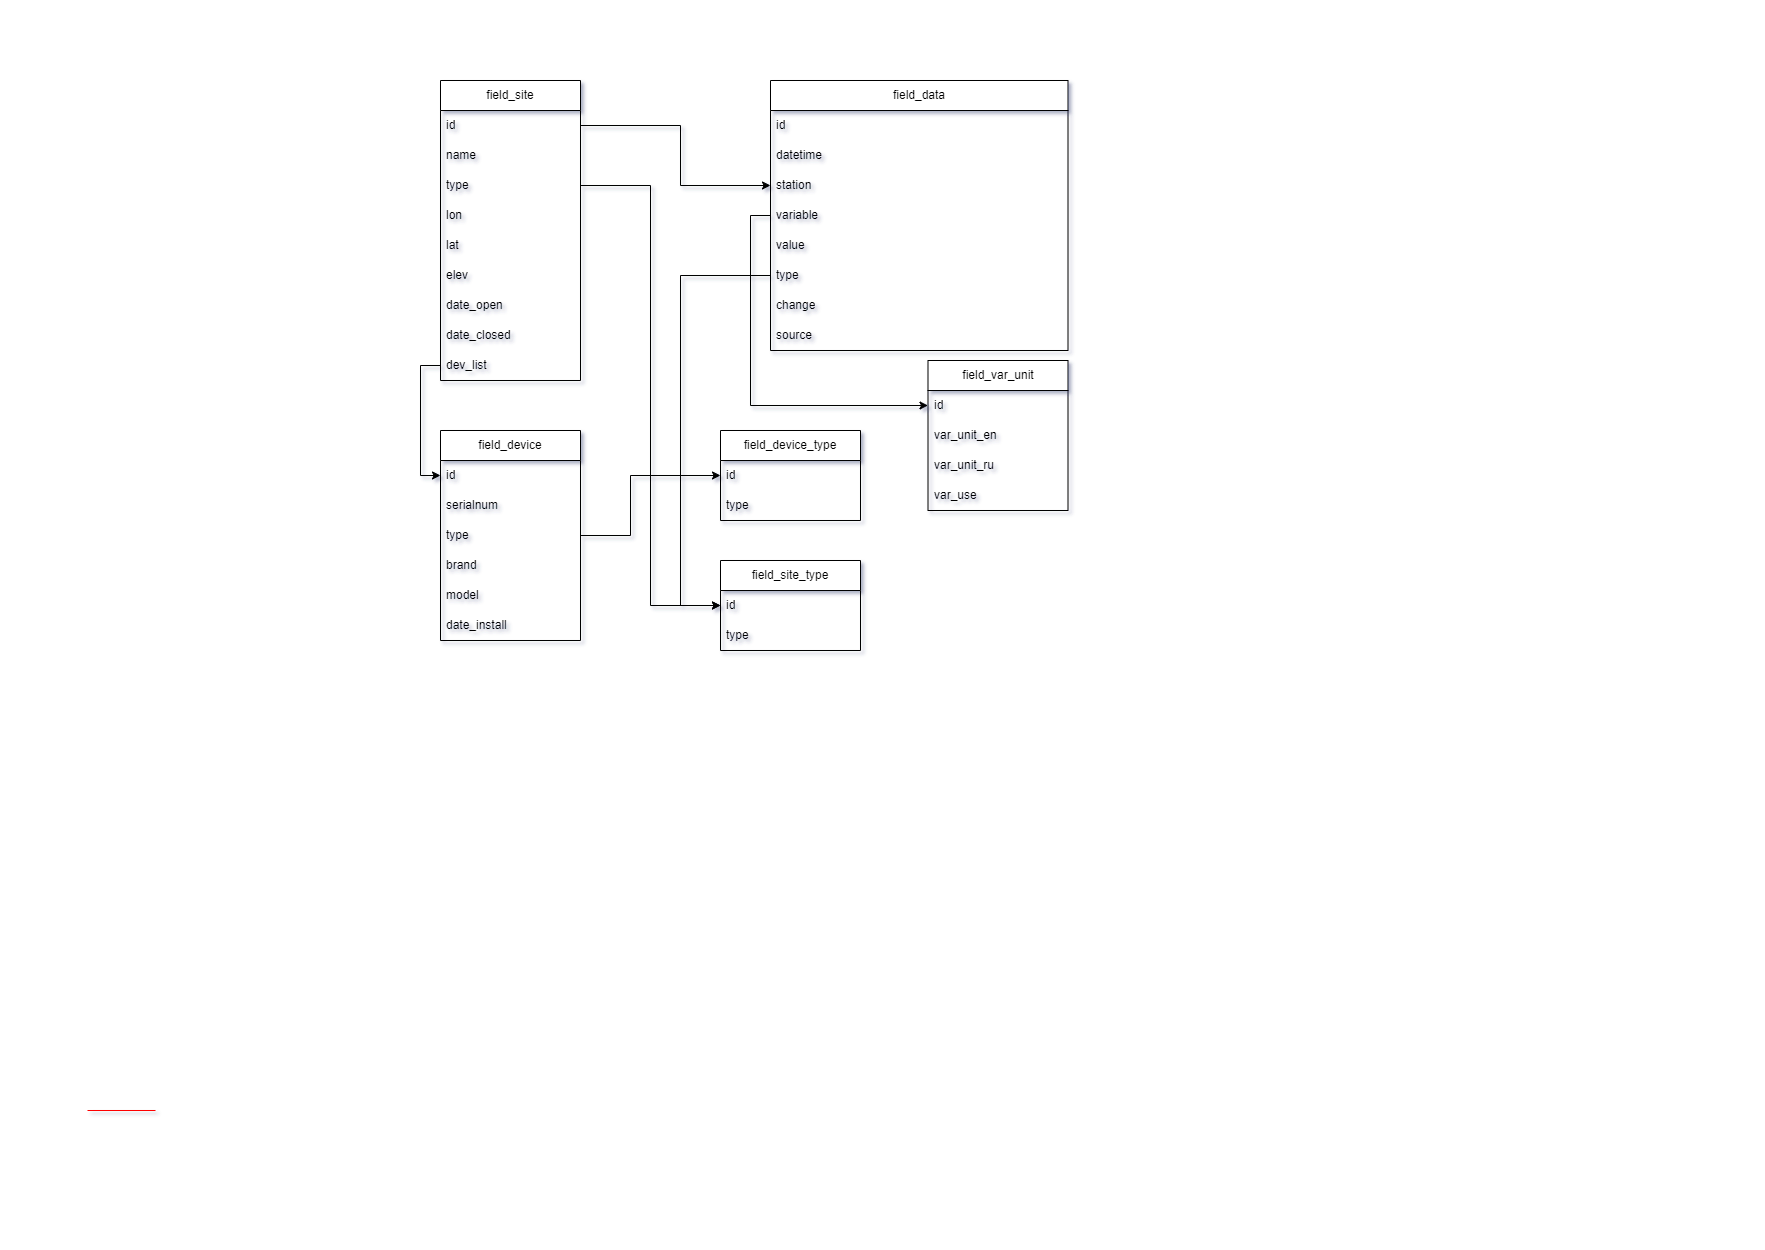 field_site
id
name
type
lon
lat
elev
date_open
date_closed
dev_list
field_data
id
datetime
station
variable
value
type
change
source
field_var_unit
id
var_unit_en
var_unit_ru
var_use
field_device
id
serialnum
type
brand
model
date_install
field_device_type
id
type
field_site_type
id
type